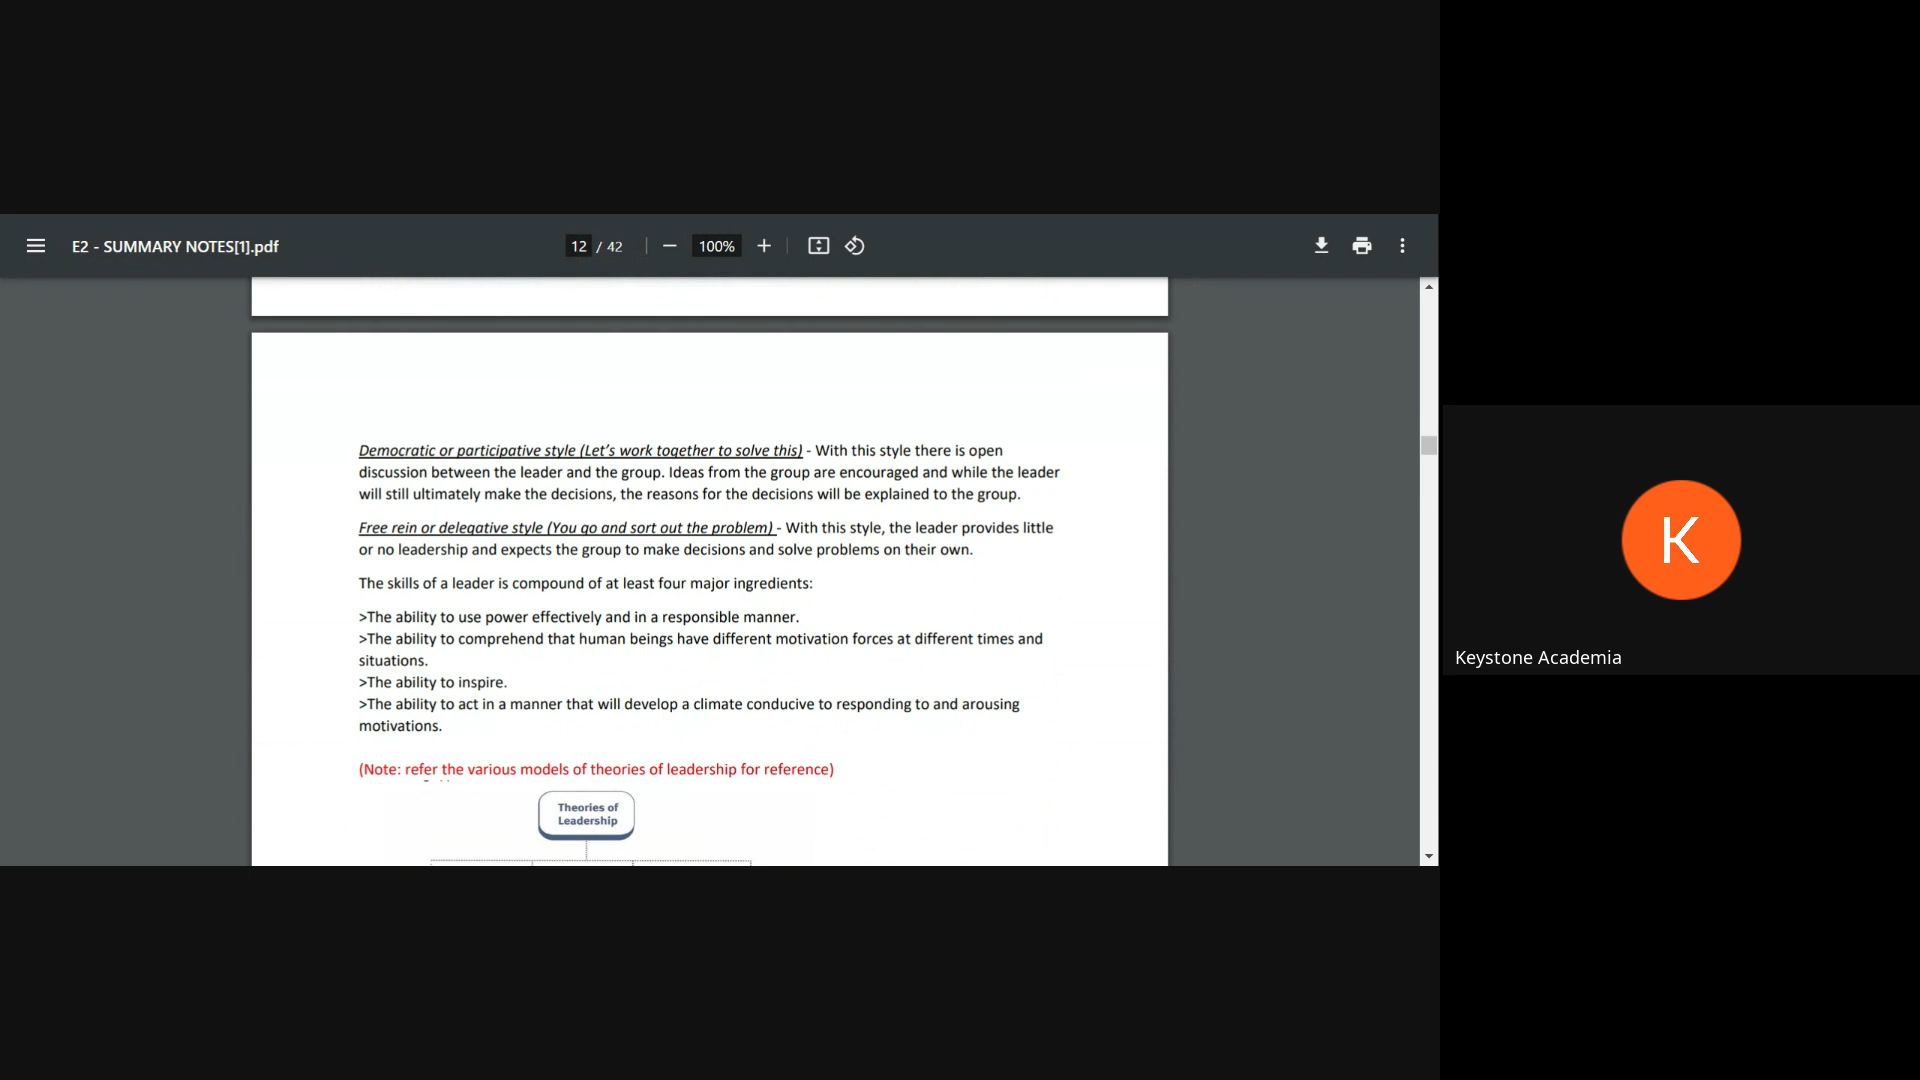 E2 - SUMMARY NOTES[1].pdf
12 / 42
100%
Democratic or participative style (Let's work together to solve this) - With this style there is open
discussion between the leader and the group. Ideas from the group are encouraged and while the leader
will still ultimately make the decisions, the reasons for the decisions will be explained to the group.
Free rein or delegative style (You go and sort out the problem) - With this style, the leader provides little
or no leadership and expects the group to make decisions and solve problems on their own.
The skills of a leader is compound of at least four major ingredients:
>The ability to use power effectively and in a responsible manner.
>The ability to comprehend that human beings have different motivation forces at different times and
situations.
>The ability to inspire.
>The ability to act in a manner that will develop a climate conducive to responding to and arousing
motivations.
(Note: refer the various models of theories of leadership for reference)
Theories of
Leadership
K
Keystone Academia